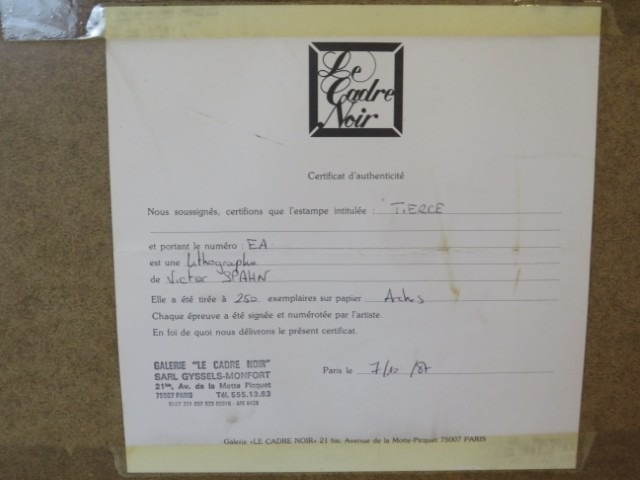 Le
Cadre
Noir
Certificat d'authenticité
Nous soussignés, certifions que l'estampe intitulée : TIERCE
et portant le numéro : EA
est une lithographie
de Victor SPAHN
Elle a été tirée à 250 exemplaires sur papier Arches
Chaque épreuve a été signée et numérotée par l'artiste.
En foi de quoi nous délivrons le présent certificat.
GALERIE "LE CADRE NOIR"
SARL GYSSELS-MONFORT
21bis, Av. de la Motte Picquet
75007 PARIS Tél. 555.13.63
Paris le 7/12 /87
Galerie «LE CADRE NOIR» 21 bis, Avenue de la Motte-Picquet 75007 PARIS